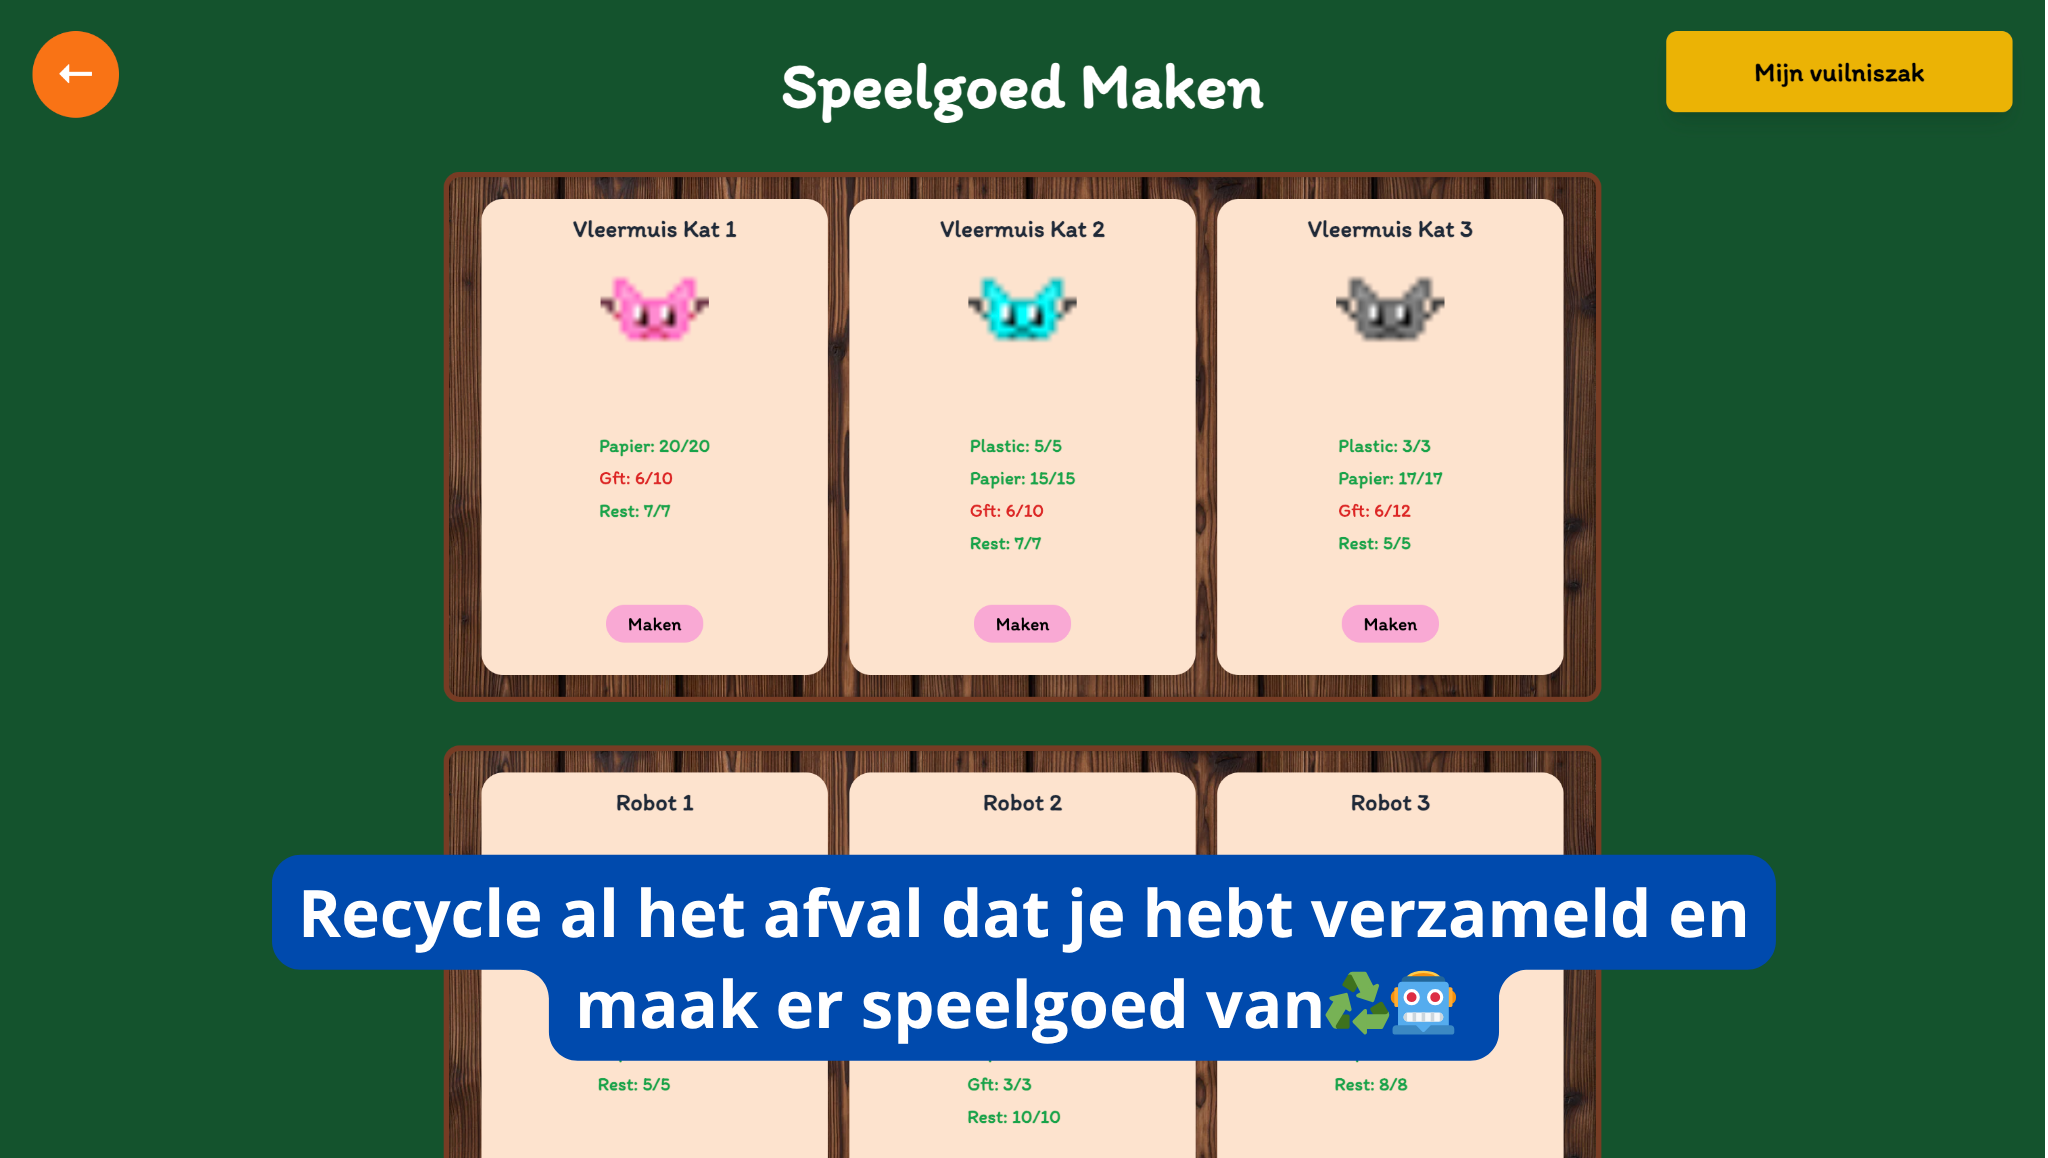 Speelgoed Maken
Mijn vuilniszak
Vleermuis Kat 1
Papier: 20/20
Gft: 6/10
Rest: 7/7
Maken
Vleermuis Kat 2
Plastic: 5/5
Papier: 15/15
Gft: 6/10
Rest: 7/7
Maken
Vleermuis Kat 3
Plastic: 3/3
Papier: 17/17
Gft: 6/12
Rest: 5/5
Maken
Robot 1
Robot 2
Robot 3
Recycle al het afval dat je hebt verzameld en
maak er speelgoed van♻️🤖
Rest: 5/5
Gft: 3/3
Rest: 10/10
Rest: 8/8